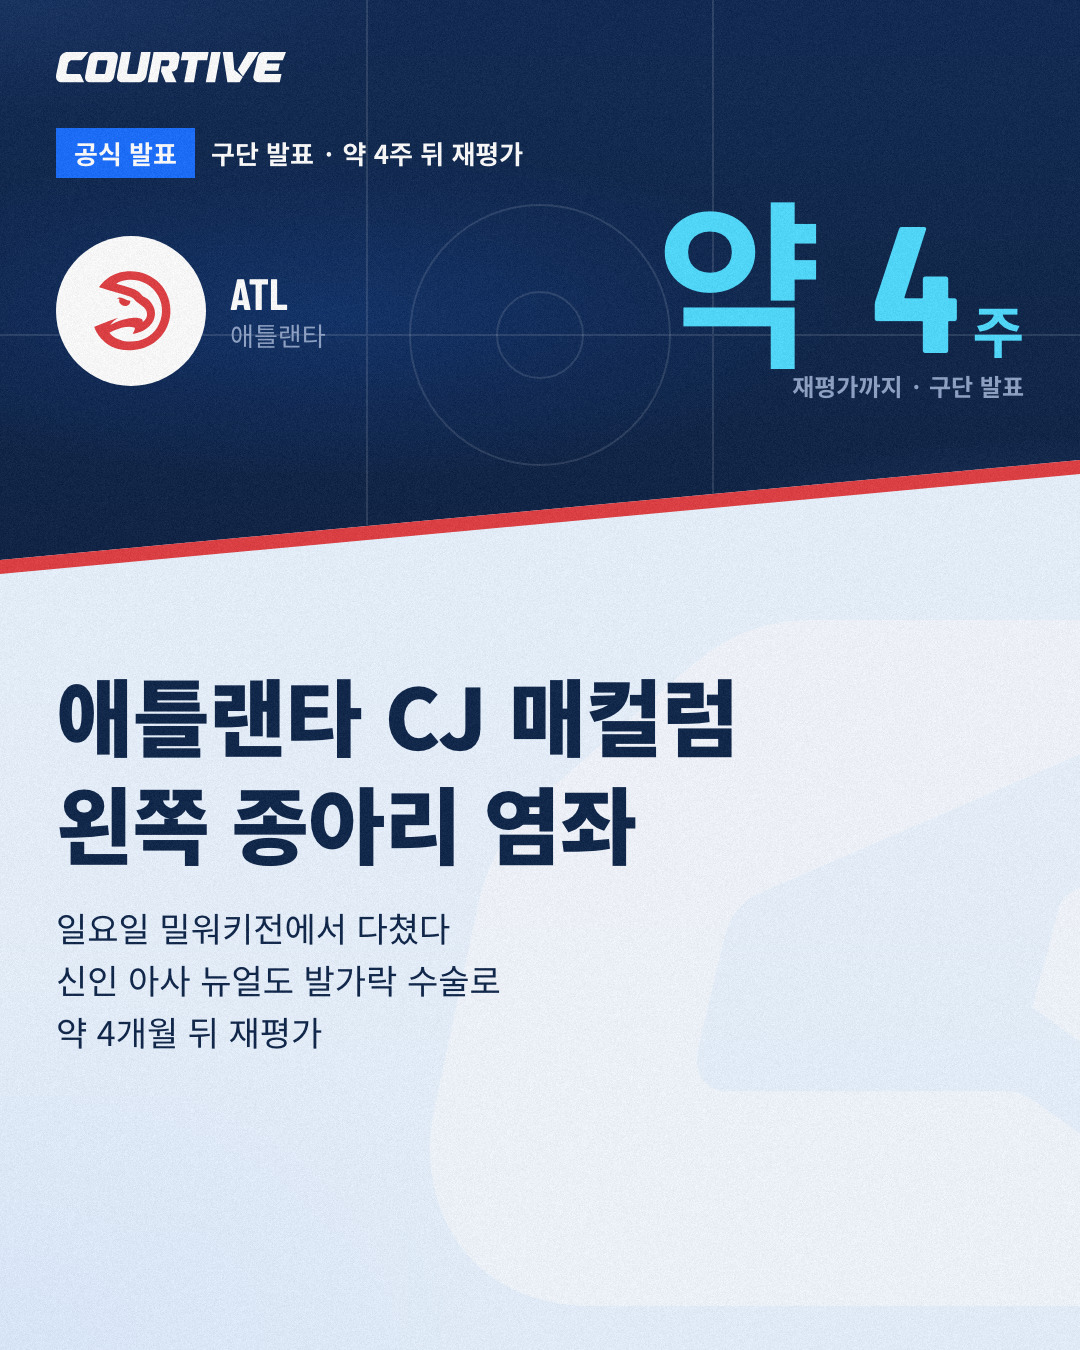 COURTIVE
공식 발표 구단 발표 · 약 4주 뒤 재평가
ATL
애틀랜타
약 4주
재평가까지 · 구단 발표
애틀랜타 CJ 매컬럼
왼쪽 종아리 염좌
일요일 밀워키전에서 다쳤다
신인 아사 뉴얼도 발가락 수술로
약 4개월 뒤 재평가